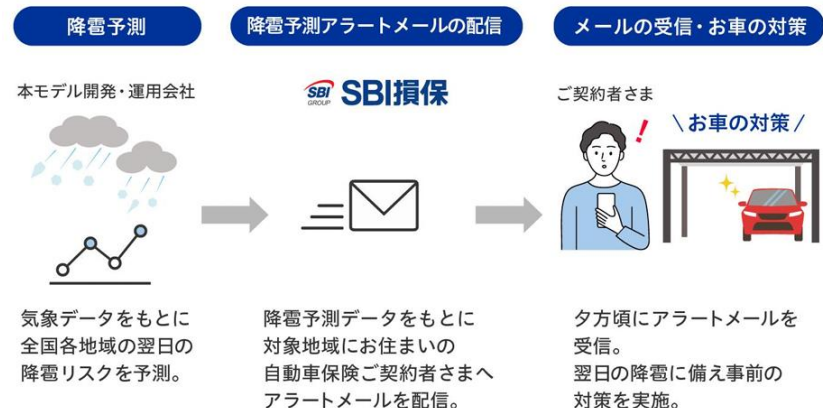 降雹予測
降雹予測アラートメールの配信
メールの受信・お車の対策
本モデル開発・運用会社
SBI
GROUP
SBI損保
ご契約者さま
!
\お車の対策/
気象データをもとに
全国各地域の翌日の
降雹リスクを予測。
降雹予測データをもとに
対象地域にお住まいの
自動車保険ご契約者さまへ
アラートメールを配信。
夕方頃にアラートメールを
受信。
翌日の降雹に備え事前の
対策を実施。